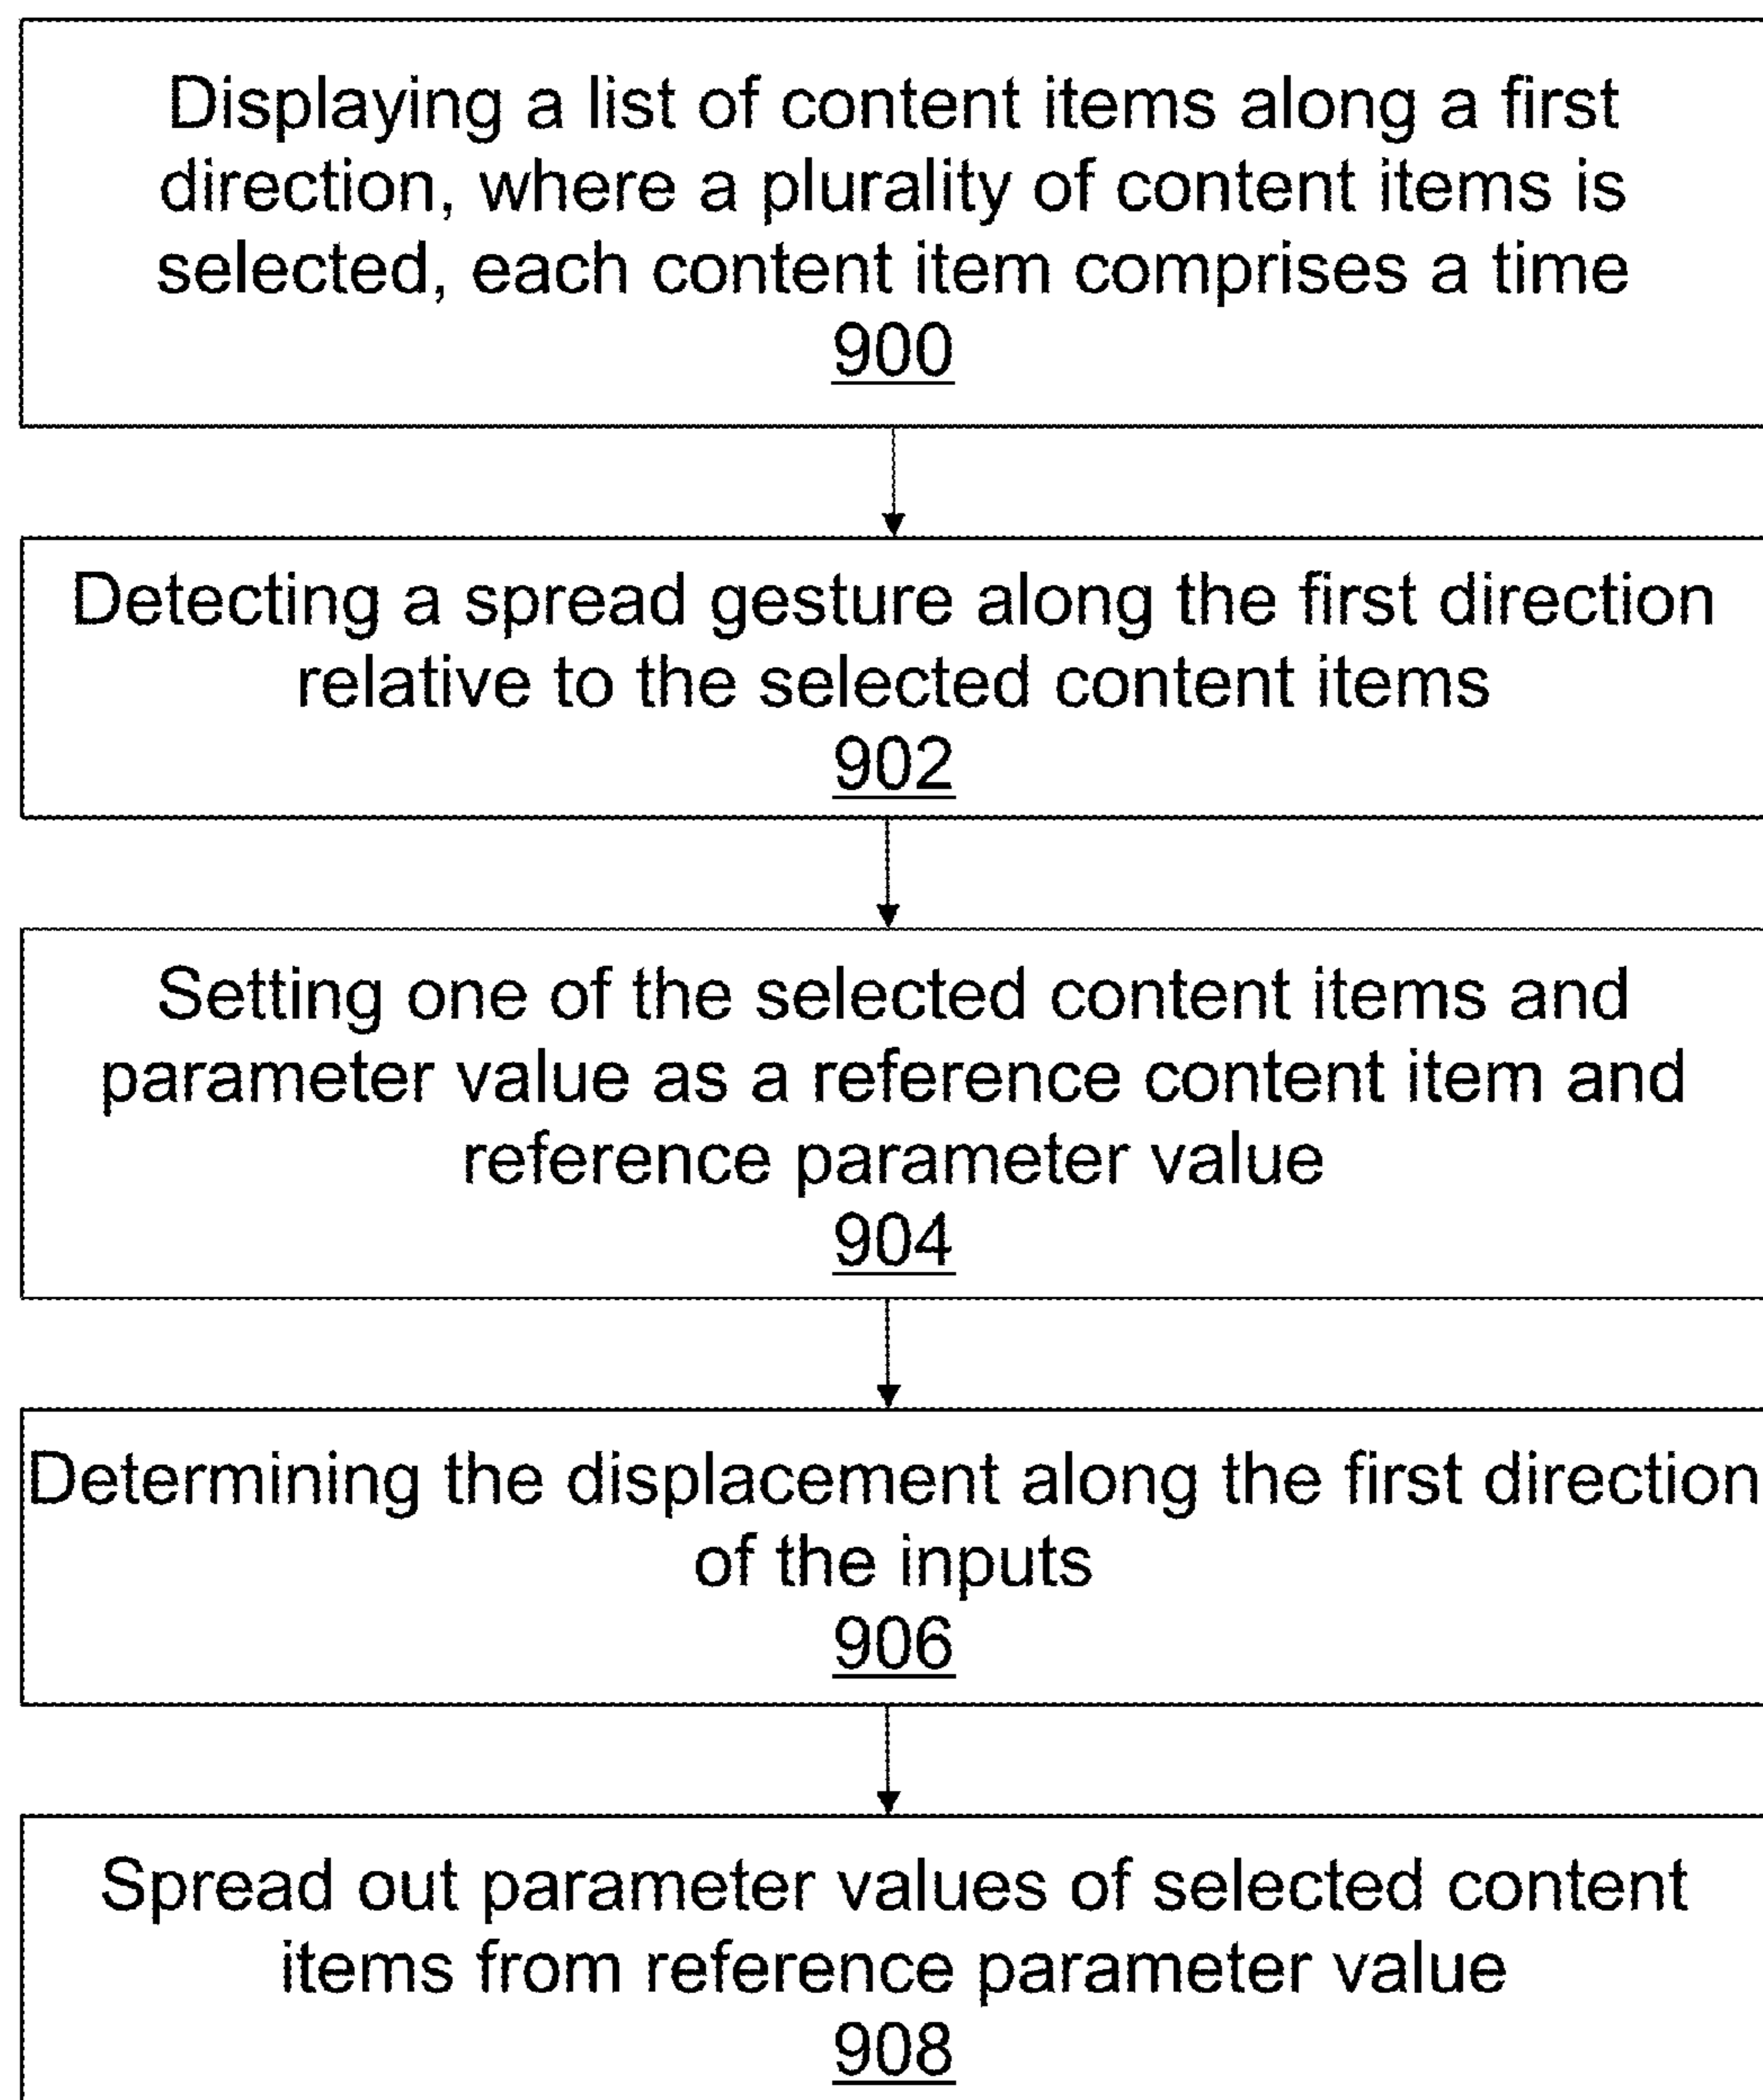 Displaying a list of content items along a first
direction, where a plurality of content items is
selected, each content item comprises a time
900
Detecting a spread gesture along the first direction
relative to the selected content items
902
Setting one of the selected content items and
parameter value as a reference content item and
reference parameter value
904
Determining the displacement along the first direction
of the inputs
906
Spread out parameter values of selected content
items from reference parameter value
908